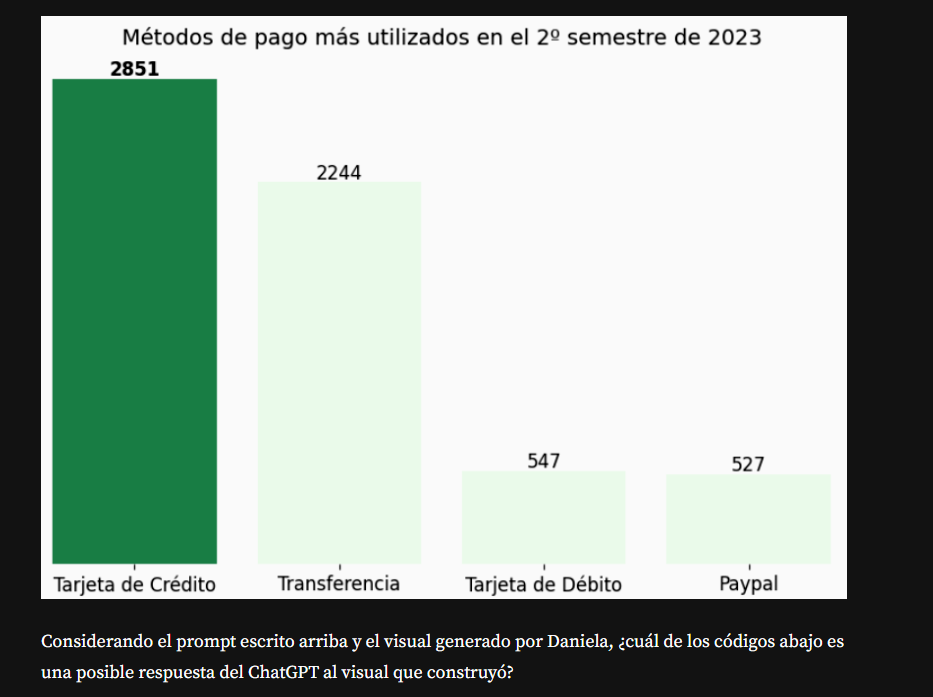 Métodos de pago más utilizados en el 2º semestre de 2023
2851
2244
547
527
Tarjeta de Crédito
Transferencia
Tarjeta de Débito
Paypal
Considerando el prompt escrito arriba y el visual generado por Daniela, ¿cuál de los códigos abajo es
una posible respuesta del ChatGPT al visual que construyó?